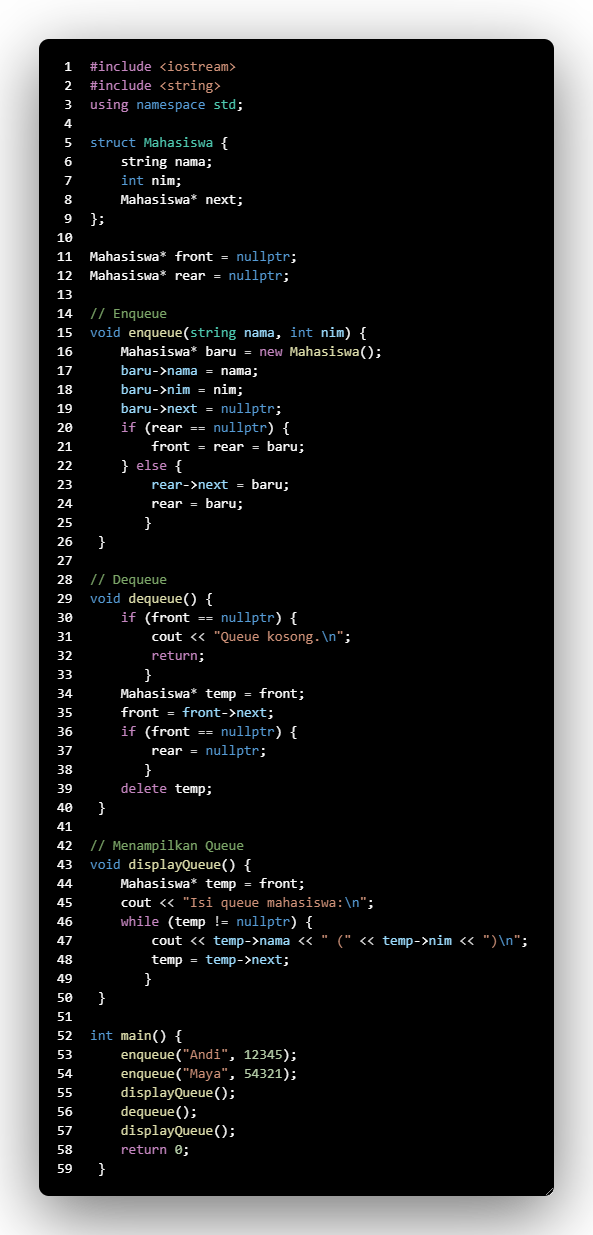 1 #include <iostream>
2 #include <string>
3 using namespace std;
4
5 struct Mahasiswa {
6     string nama;
7     int nim;
8     Mahasiswa* next;
9 };
10
11 Mahasiswa* front = nullptr;
12 Mahasiswa* rear = nullptr;
13
14 // Enqueue
15 void enqueue(string nama, int nim) {
16     Mahasiswa* baru = new Mahasiswa();
17     baru->nama = nama;
18     baru->nim = nim;
19     baru->next = nullptr;
20     if (rear == nullptr) {
21         front = rear = baru;
22     } else {
23         rear->next = baru;
24         rear = baru;
25        }
26  }
27
28 // Dequeue
29 void dequeue() {
30     if (front == nullptr) {
31         cout << "Queue kosong.\n";
32         return;
33        }
34     Mahasiswa* temp = front;
35     front = front->next;
36     if (front == nullptr) {
37         rear = nullptr;
38        }
39     delete temp;
40  }
41
42 // Menampilkan Queue
43 void displayQueue() {
44     Mahasiswa* temp = front;
45     cout << "Isi queue mahasiswa:\n";
46     while (temp != nullptr) {
47         cout << temp->nama << " (" << temp->nim << ")\n";
48         temp = temp->next;
49        }
50  }
51
52 int main() {
53     enqueue("Andi", 12345);
54     enqueue("Maya", 54321);
55     displayQueue();
56     dequeue();
57     displayQueue();
58     return 0;
59  }